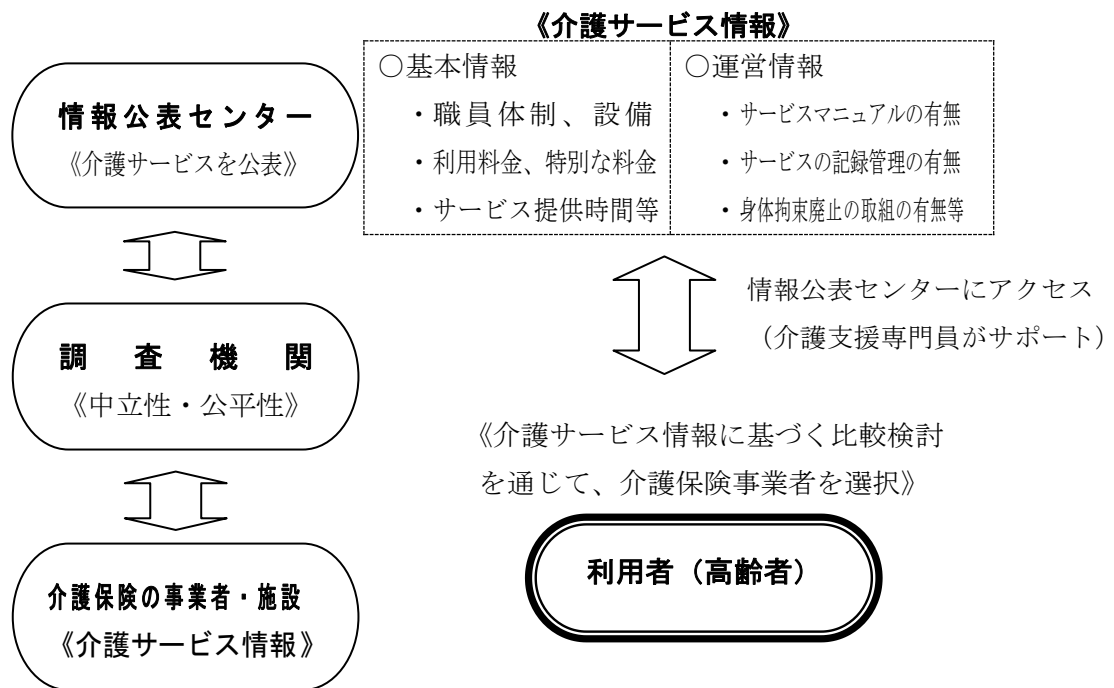 《介護サービス情報》
○基本情報
・職員体制、設備
・利用料金、特別な料金
・サービス提供時間等
○運営情報
・サービスマニュアルの有無
・サービスの記録管理の有無
・身体拘束廃止の取組の有無等
情報公表センター
《介護サービスを公表》
調査機関
《中立性・公平性》
介護保険の事業者・施設
《介護サービス情報》
情報公表センターにアクセス
（介護支援専門員がサポート）
《介護サービス情報に基づく比較検討
を通じて、介護保険事業者を選択》
利用者（高齢者）